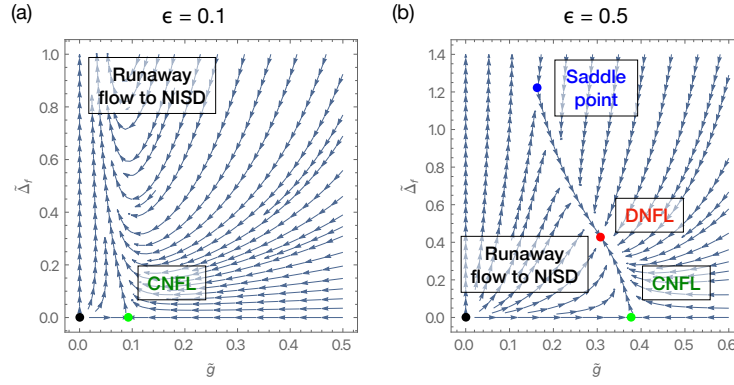 (a)
ϵ = 0.1
1.0
0.8
0.6
0.4
0.2
0.0
Δ̃f
Runaway
flow to NISD
CNFL
0.0 0.1 0.2 0.3 0.4 0.5
g̃
(b)
ϵ = 0.5
1.4
1.2
1.0
0.8
0.6
0.4
0.2
0.0
Δ̃f
Saddle
point
DNFL
Runaway
flow to NISD
CNFL
0.0 0.1 0.2 0.3 0.4 0.5 0.6
g̃